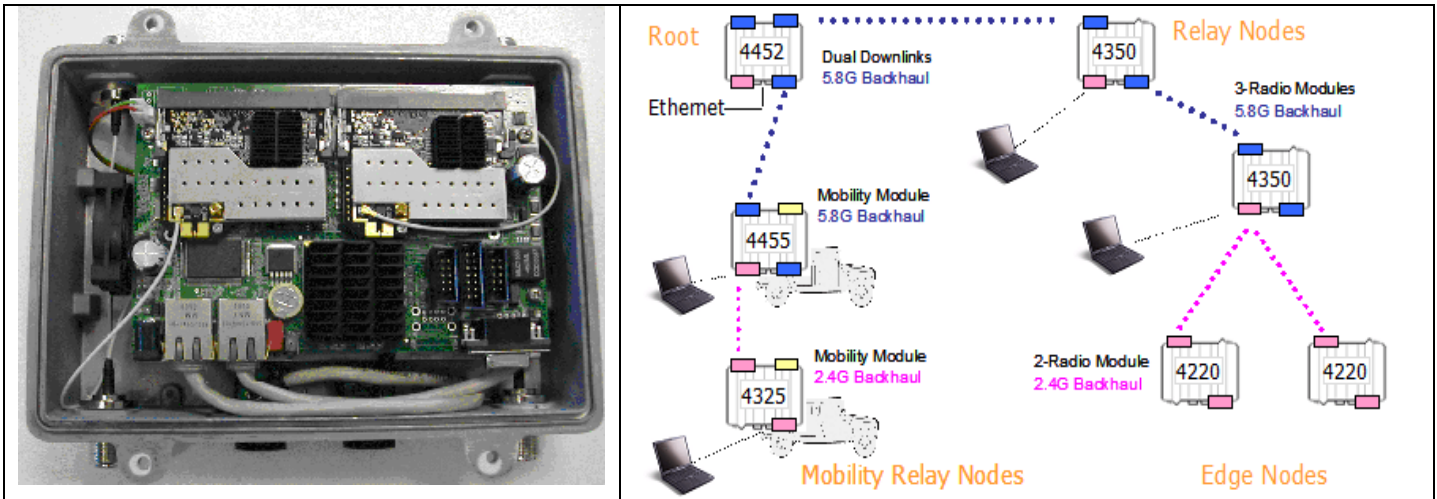 Root
4452
Dual Downlinks
5.8G Backhaul
Ethernet
4350
Relay Nodes
3-Radio Modules
5.8G Backhaul
4350
Mobility Module
5.8G Backhaul
4455
Mobility Module
2.4G Backhaul
4325
2-Radio Module
2.4G Backhaul
4220
4220
Mobility Relay Nodes
Edge Nodes